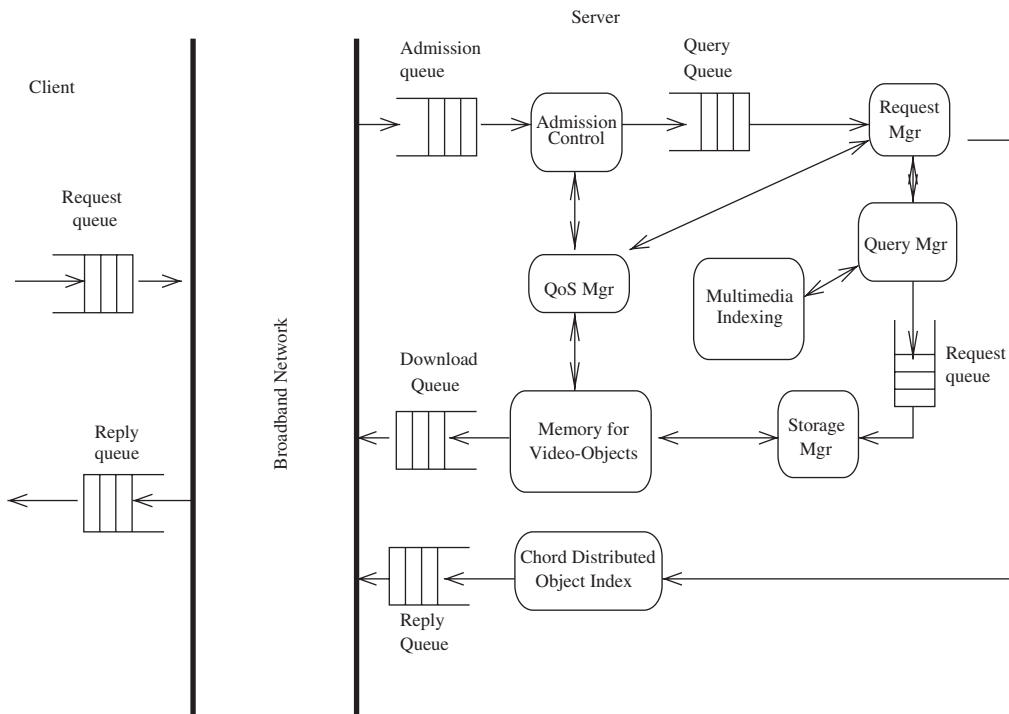 Server
Client
Admission
queue
Query
Queue
Admission
Control
Request
Mgr
Request
queue
Query Mgr
QoS Mgr
Multimedia
Indexing
Request
queue
Broadband Network
Download
Queue
Memory for
Video-Objects
Storage
Mgr
Reply
queue
Chord Distributed
Object Index
Reply
Queue